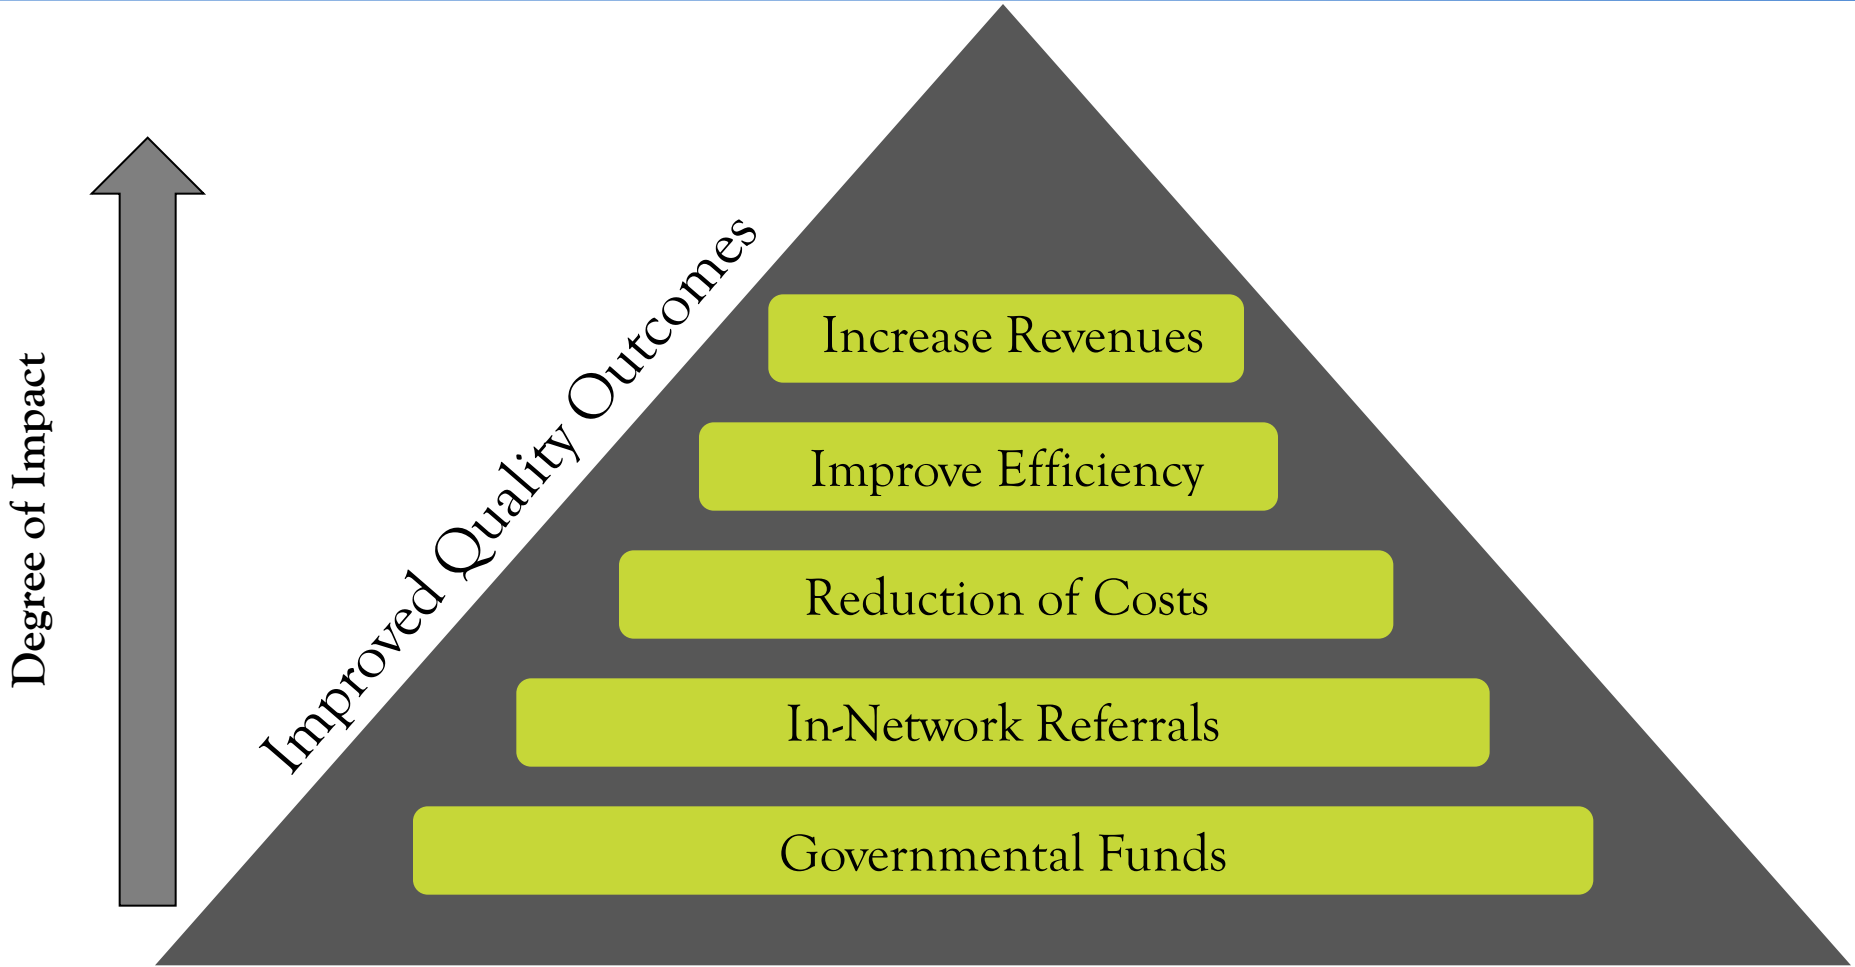 Degree of Impact
Improved Quality Outcomes
Increase Revenues
Improve Efficiency
Reduction of Costs
In-Network Referrals
Governmental Funds